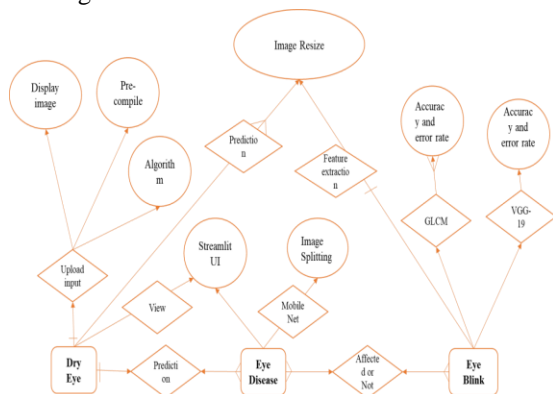 Image Resize
Display
image
Pre-
compile
Accurac
y and
error rate
Accurac
y and
error rate
Predictio
n
Algorith
m
Feature
extractio
n
GLCM
VGG-
19
Streamlit
UI
Image
Splitting
Upload
input
View
Mobile
Net
Dry
Eye
Predicti
on
Eye
Disease
Affecte
d or
Not
Eye
Blink